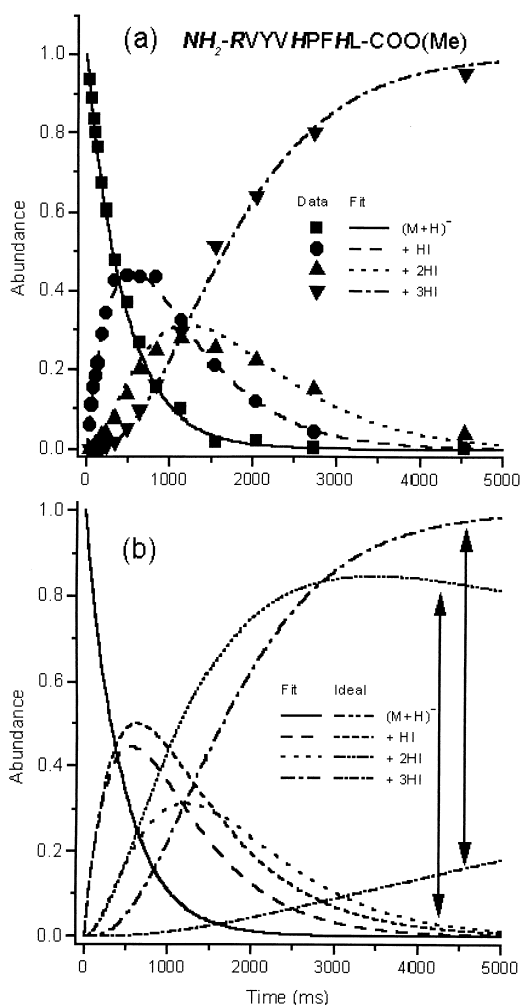 (a) NH2-RVYVHPFHL-COO(Me)
1.0
0.8
0.6
0.4
0.2
0.0
Abundance
Data Fit
(M+H)⁻
+ HI
+ 2HI
+ 3HI
0 1000 2000 3000 4000 5000
(b)
1.0
0.8
0.6
0.4
0.2
0.0
Abundance
Fit Ideal
(M+H)⁻
+ HI
+ 2HI
+ 3HI
0 1000 2000 3000 4000 5000
Time (ms)